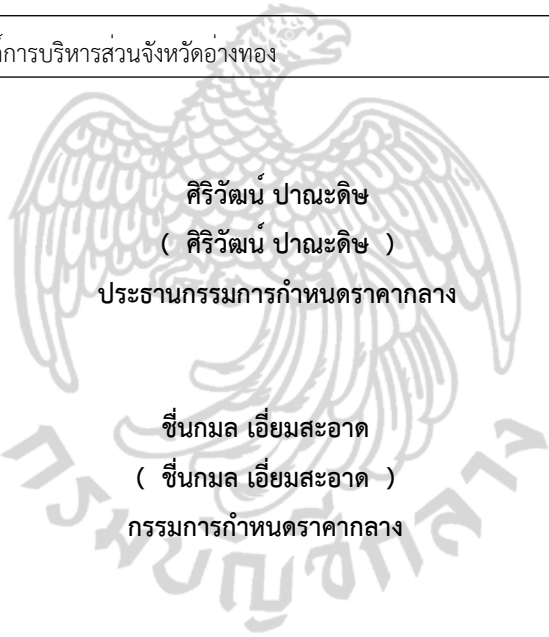 การบริหารส่วนจังหวัดอ่างทอง
ศิริวัฒน์ ปาณะดิษ
( ศิริวัฒน์ ปาณะดิษ )
ประธานกรรมการกำหนดราคากลาง
ชื่นกมล เอี่ยมสะอาด
( ชื่นกมล เอี่ยมสะอาด )
กรรมการกำหนดราคากลาง
กรมบัญชีกลาง